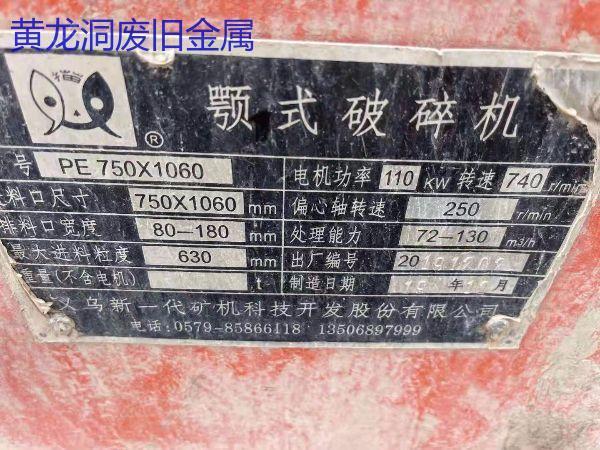 黄龙洞废旧金属
猫
®
颚式破碎机
号 PE 750X1060 电机功率 110 KW 转速 740 r/min
料口尺寸 750X1060 mm 偏心轴转速 250 r/min
排料口宽度 80—180 mm 处理能力 72—130 m³/h
最大进料粒度 630 mm 出厂编号 20
重量(不含电机) t 制造日期 年 月
义乌新一代矿机科技开发股份有限公司
电话:0579-85866118 13506897999